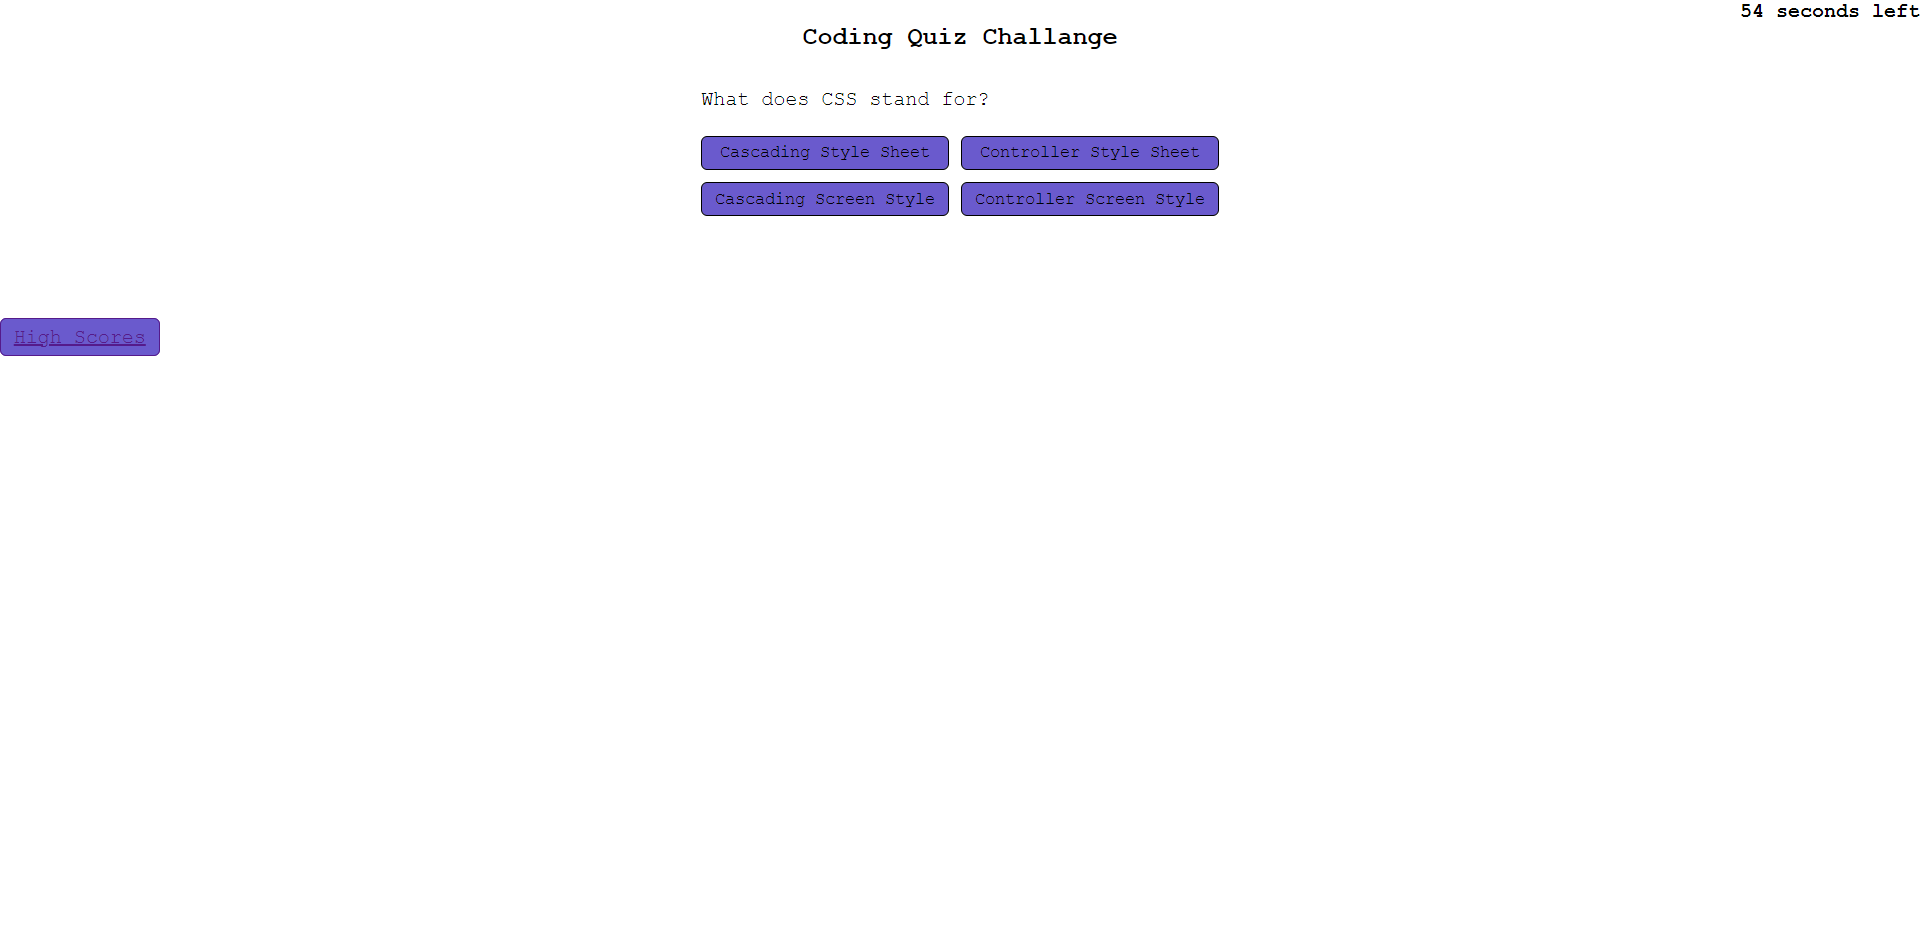 54 seconds left
Coding Quiz Challange
What does CSS stand for?
Cascading Style Sheet
Controller Style Sheet
Cascading Screen Style
Controller Screen Style
High Scores